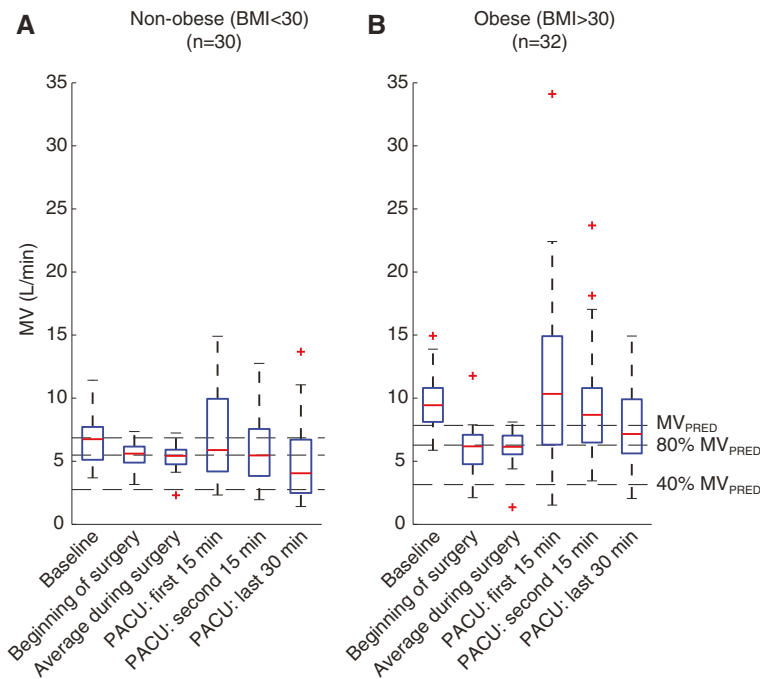 A
Non-obese (BMI<30)
(n=30)
MV (L/min)
35
30
25
20
15
10
5
0
Baseline
Beginning of surgery
Average during surgery
PACU: first 15 min
PACU: second 15 min
PACU: last 30 min
B
Obese (BMI>30)
(n=32)
35
30
25
20
15
10
5
0
MVPRED
80% MVPRED
40% MVPRED
Baseline
Beginning of surgery
Average during surgery
PACU: first 15 min
PACU: second 15 min
PACU: last 30 min